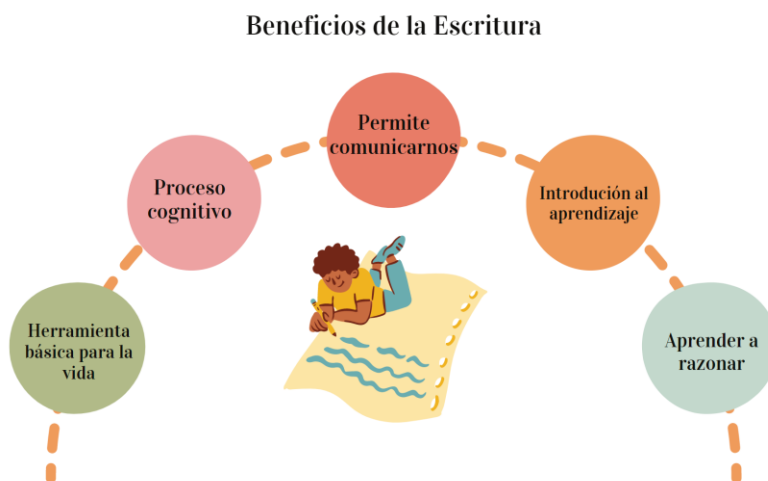 Beneficios de la Escritura
Permite
comunicarnos
Proceso
cognitivo
Introdución al
aprendizaje
Herramienta
básica para la
vida
Aprender a
razonar